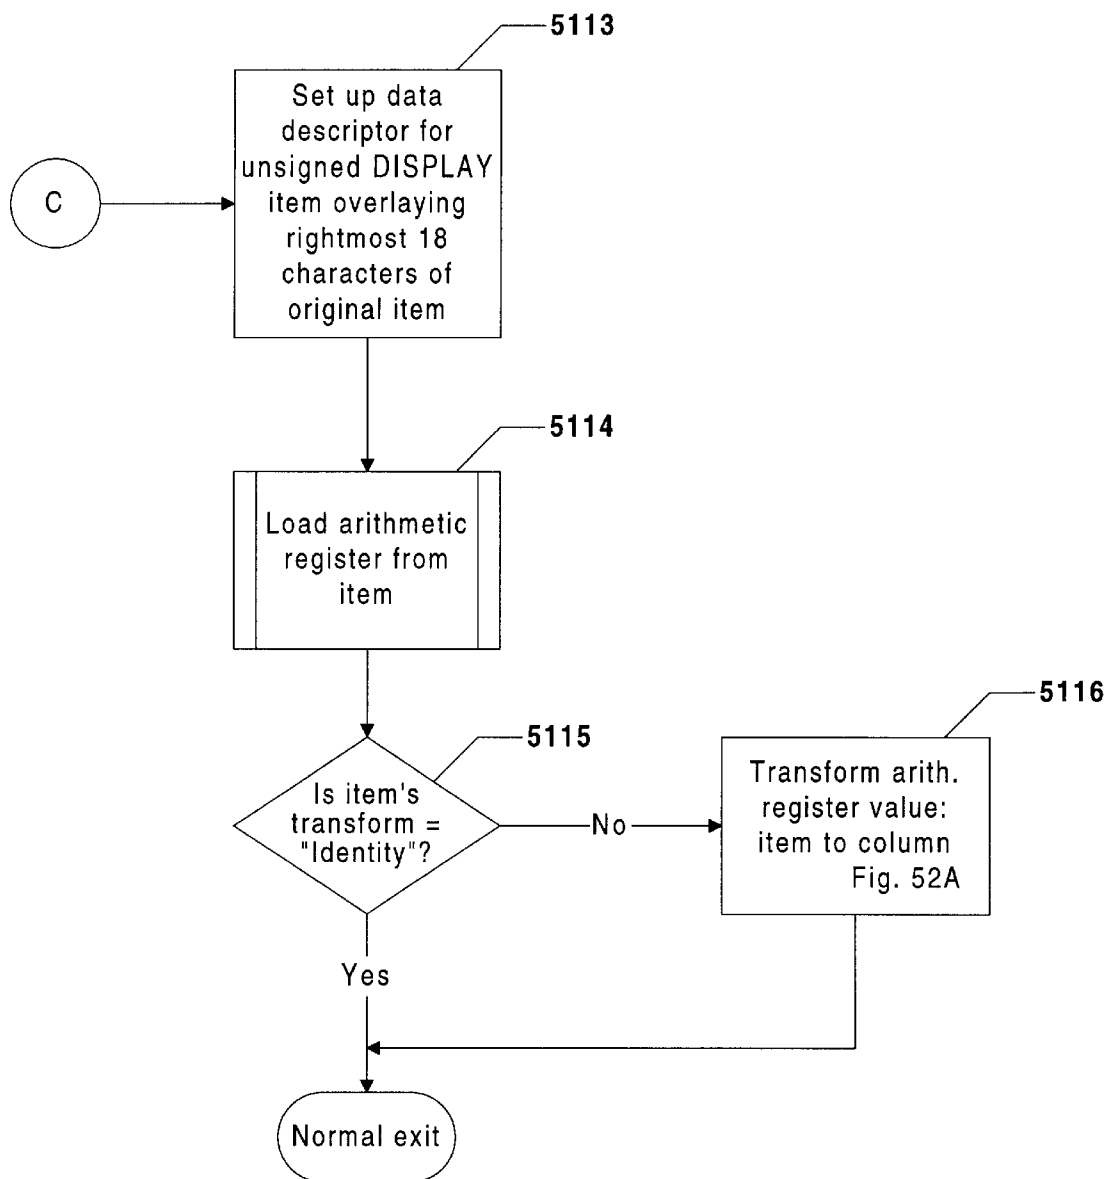 5113
Set up data
descriptor for
unsigned DISPLAY
item overlaying
rightmost 18
characters of
original item
C
5114
Load arithmetic
register from
item
5115
Is item's
transform =
"Identity"?
No
5116
Transform arith.
register value:
item to column
Fig. 52A
Yes
Normal exit